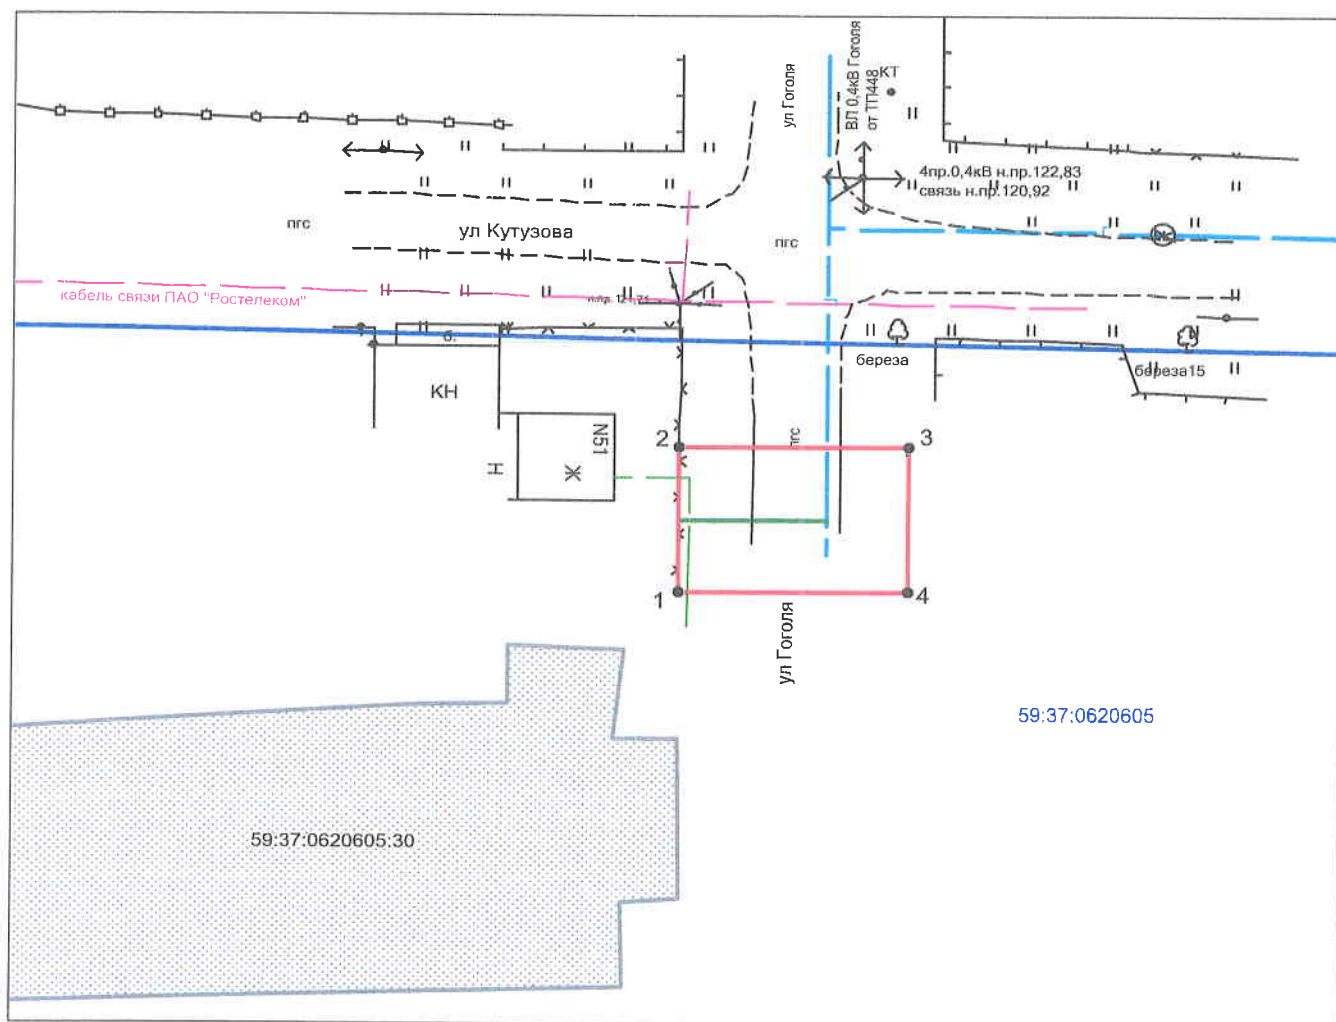 ул Гоголя
ВЛ 0,4кВ Гоголя
от ТП448
КТ
4пр.0,4кВ н.пр.122,83
связь н.пр.120,92
пгс
ул Кутузова
пгс
кабель связи ПАО "Ростелеком"
б.
береза
береза15
КН
N51
Н
Ж
пгс
2
3
1
4
ул Гоголя
59:37:0620605
59:37:0620605:30